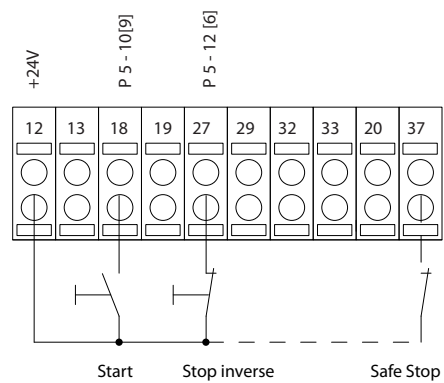 +24V
P 5 - 10[9]
P 5 - 12 [6]
12 13 18 19 27 29 32 33 20 37
Start Stop inverse Safe Stop